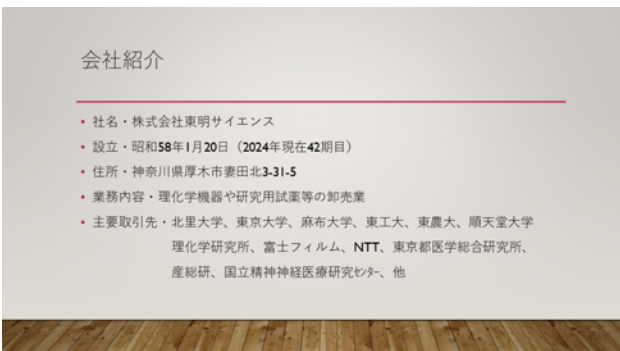 会社紹介
• 社名・株式会社東明サイエンス
• 設立・昭和58年1月20日（2024年現在42期目）
• 住所・神奈川県厚木市妻田北3-31-5
• 業務内容・理化学機器や研究用試薬等の卸売業
• 主要取引先・北里大学、東京大学、麻布大学、東工大、東農大、順天堂大学
理化学研究所、富士フィルム、NTT、東京都医学総合研究所、
産総研、国立精神神経医療研究ｾﾝﾀｰ、他